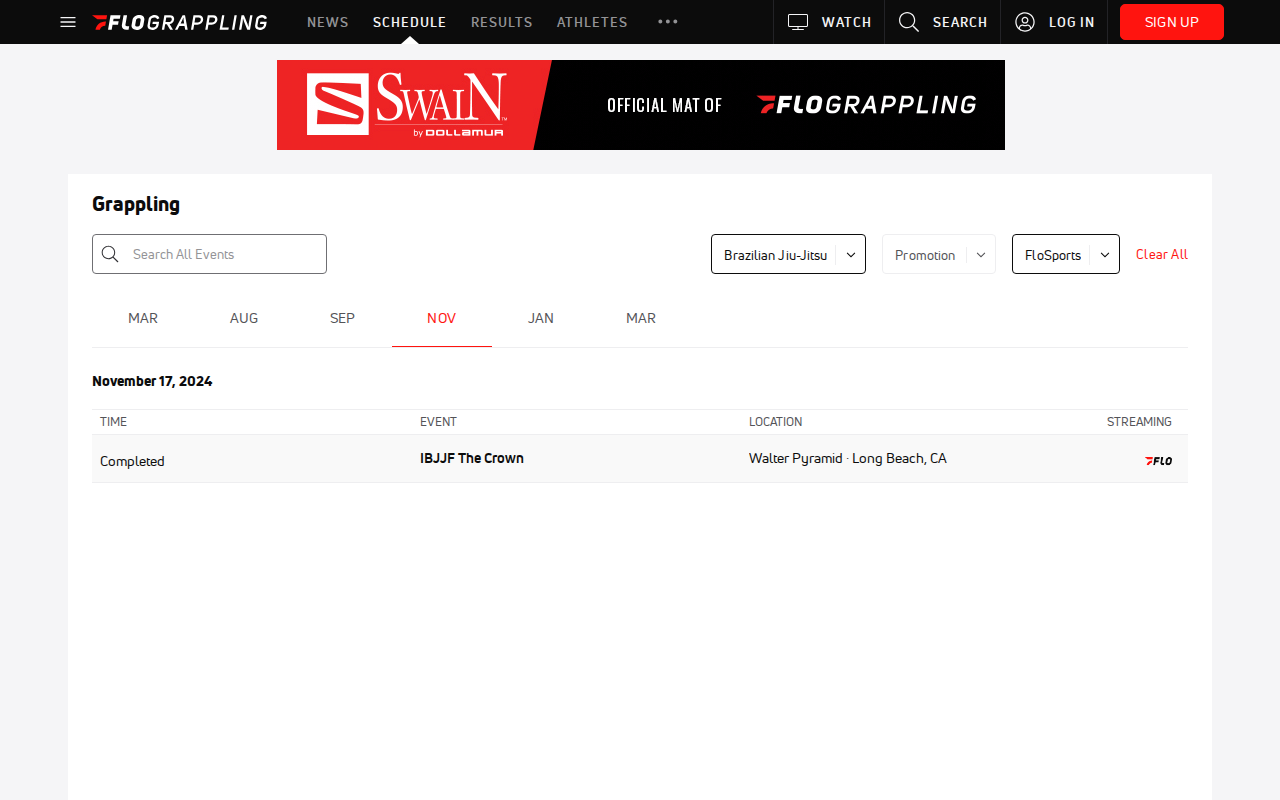 FLOGRAPPLING NEWS SCHEDULE RESULTS ATHLETES WATCH SEARCH LOG IN SIGN UP
SWAIN™ by DOLLAMUR OFFICIAL MAT OF FLOGRAPPLING
Grappling
Search All Events Brazilian Jiu-Jitsu Promotion FloSports Clear All
MAR AUG SEP NOV JAN MAR
November 17, 2024
TIME EVENT LOCATION STREAMING
Completed IBJJF The Crown Walter Pyramid · Long Beach, CA FLO